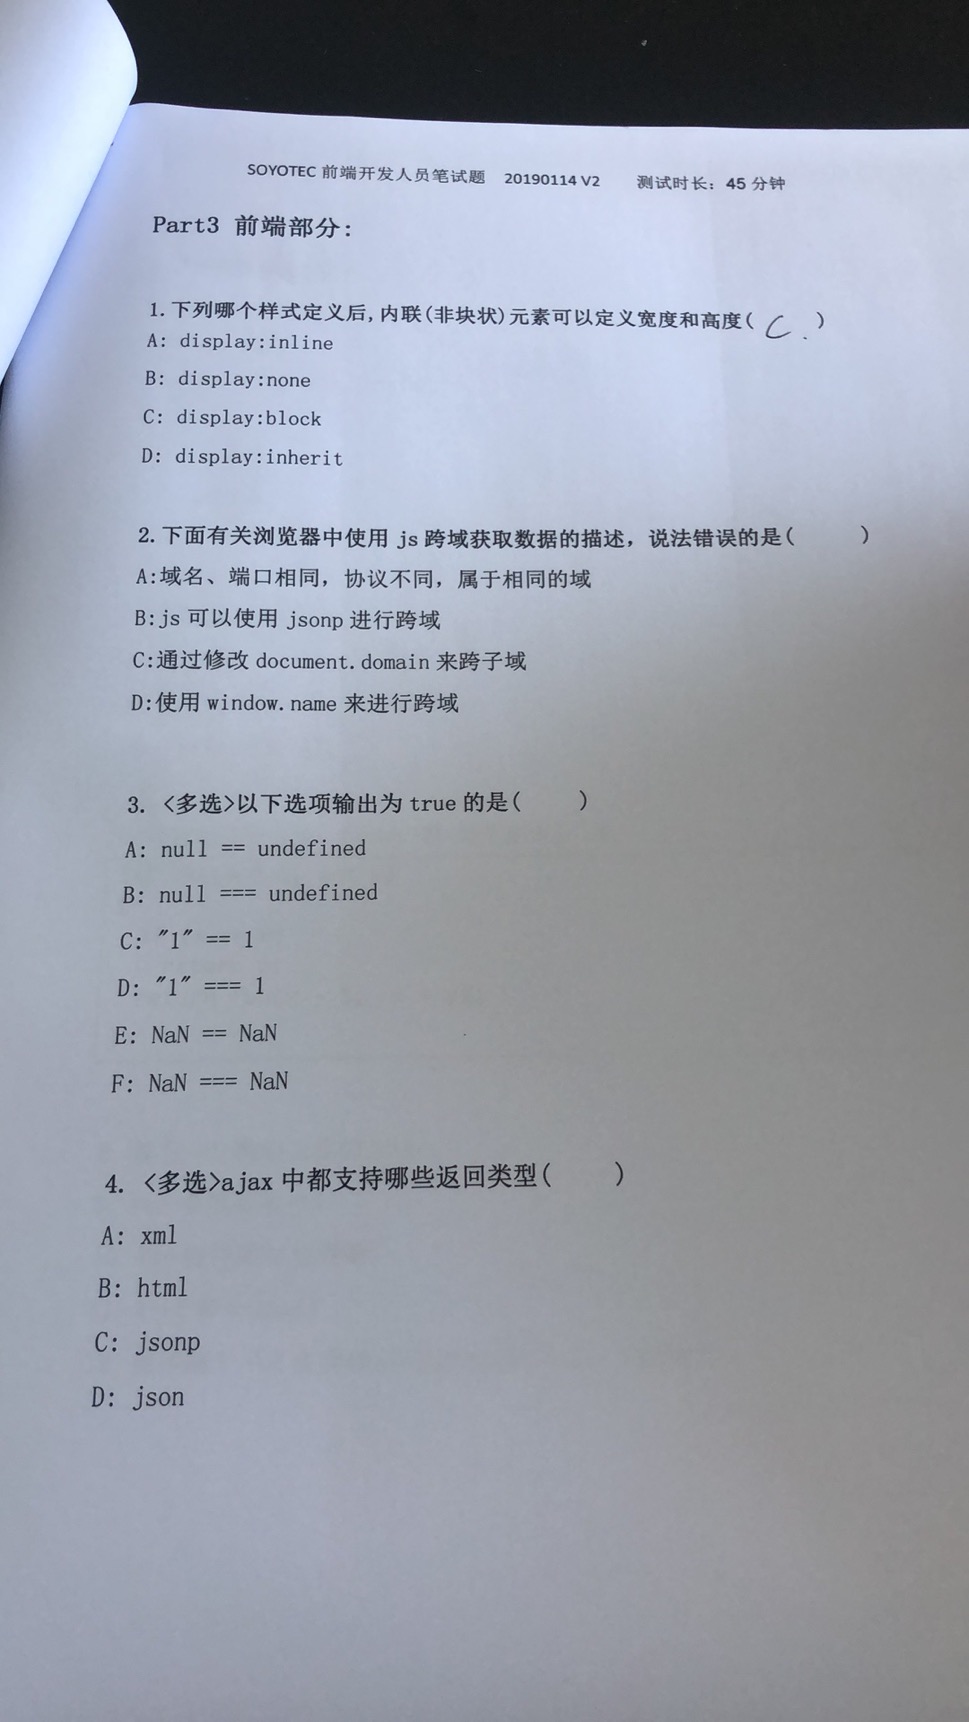 SOYOTEC 前端开发人员笔试题 20190114 V2 测试时长：45 分钟
Part3 前端部分：
1.下列哪个样式定义后,内联(非块状)元素可以定义宽度和高度( C. )
A: display:inline
B: display:none
C: display:block
D: display:inherit
2.下面有关浏览器中使用 js 跨域获取数据的描述，说法错误的是( )
A:域名、端口相同，协议不同，属于相同的域
B:js 可以使用 jsonp 进行跨域
C:通过修改 document.domain 来跨子域
D:使用 window.name 来进行跨域
3. <多选>以下选项输出为 true 的是( )
A: null == undefined
B: null === undefined
C: "1" == 1
D: "1" === 1
E: NaN == NaN
F: NaN === NaN
4. <多选>ajax 中都支持哪些返回类型( )
A: xml
B: html
C: jsonp
D: json